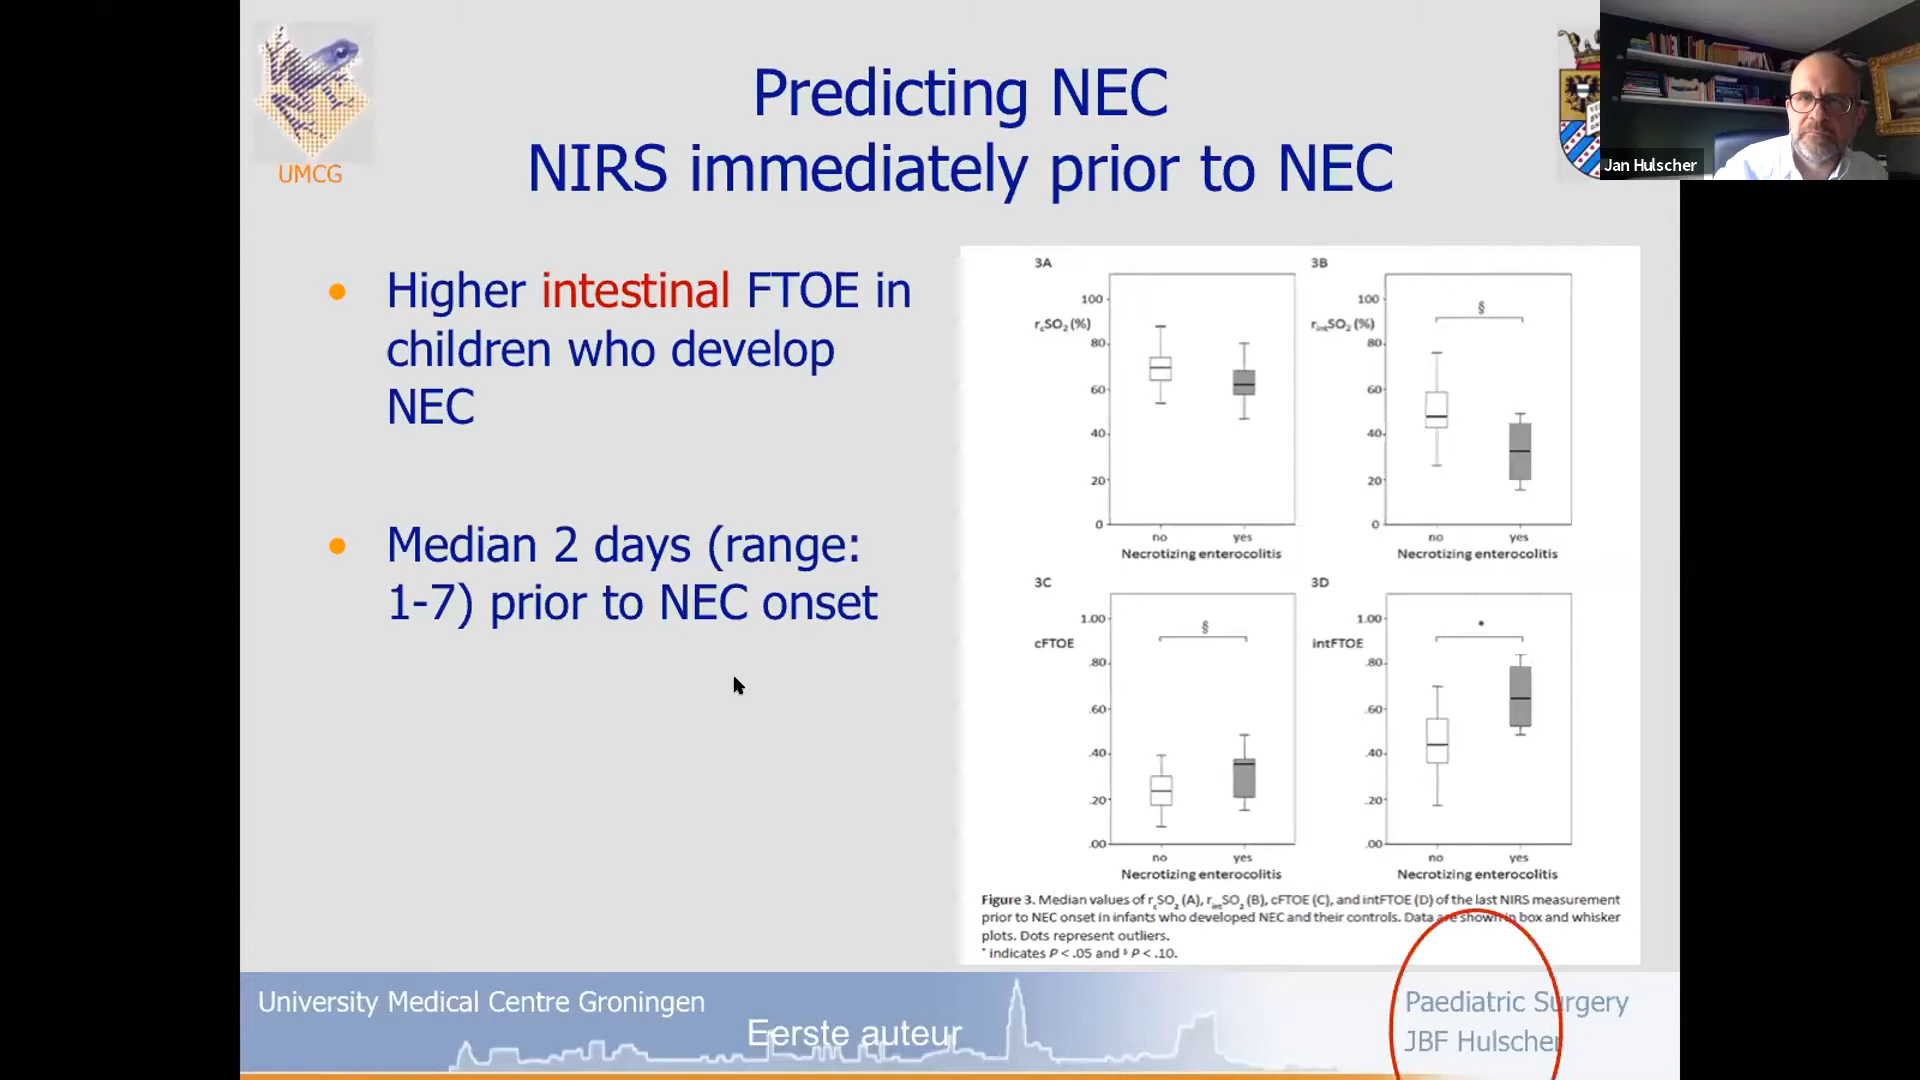 UMCG
Predicting NEC
NIRS immediately prior to NEC
Jan Hulscher
• Higher intestinal FTOE in
children who develop
NEC
• Median 2 days (range:
1-7) prior to NEC onset
3A
100
rcSO2 (%)
80
60
40
20
0
no yes
Necrotizing enterocolitis
3B
100
rintSO2 (%)
§
80
60
40
20
0
no yes
Necrotizing enterocolitis
3C
1.00
cFTOE
§
.80
.60
.40
.20
.00
no yes
Necrotizing enterocolitis
3D
1.00
intFTOE
*
.80
.60
.40
.20
.00
no yes
Necrotizing enterocolitis
Figure 3. Median values of rcSO2 (A), rintSO2 (B), cFTOE (C), and intFTOE (D) of the last NIRS measurement
prior to NEC onset in infants who developed NEC and their controls. Data are shown in box and whisker
plots. Dots represent outliers.
* indicates P < .05 and § P < .10.
University Medical Centre Groningen
Eerste auteur
Paediatric Surgery
JBF Hulscher